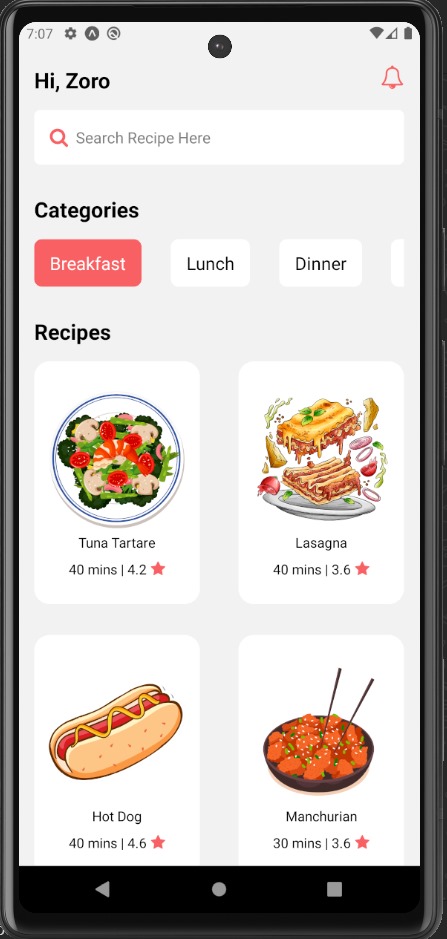 7:07
Hi, Zoro
Search Recipe Here
Categories
Breakfast Lunch Dinner
Recipes
Tuna Tartare Lasagna
40 mins | 4.2 40 mins | 3.6
Hot Dog Manchurian
40 mins | 4.6 30 mins | 3.6